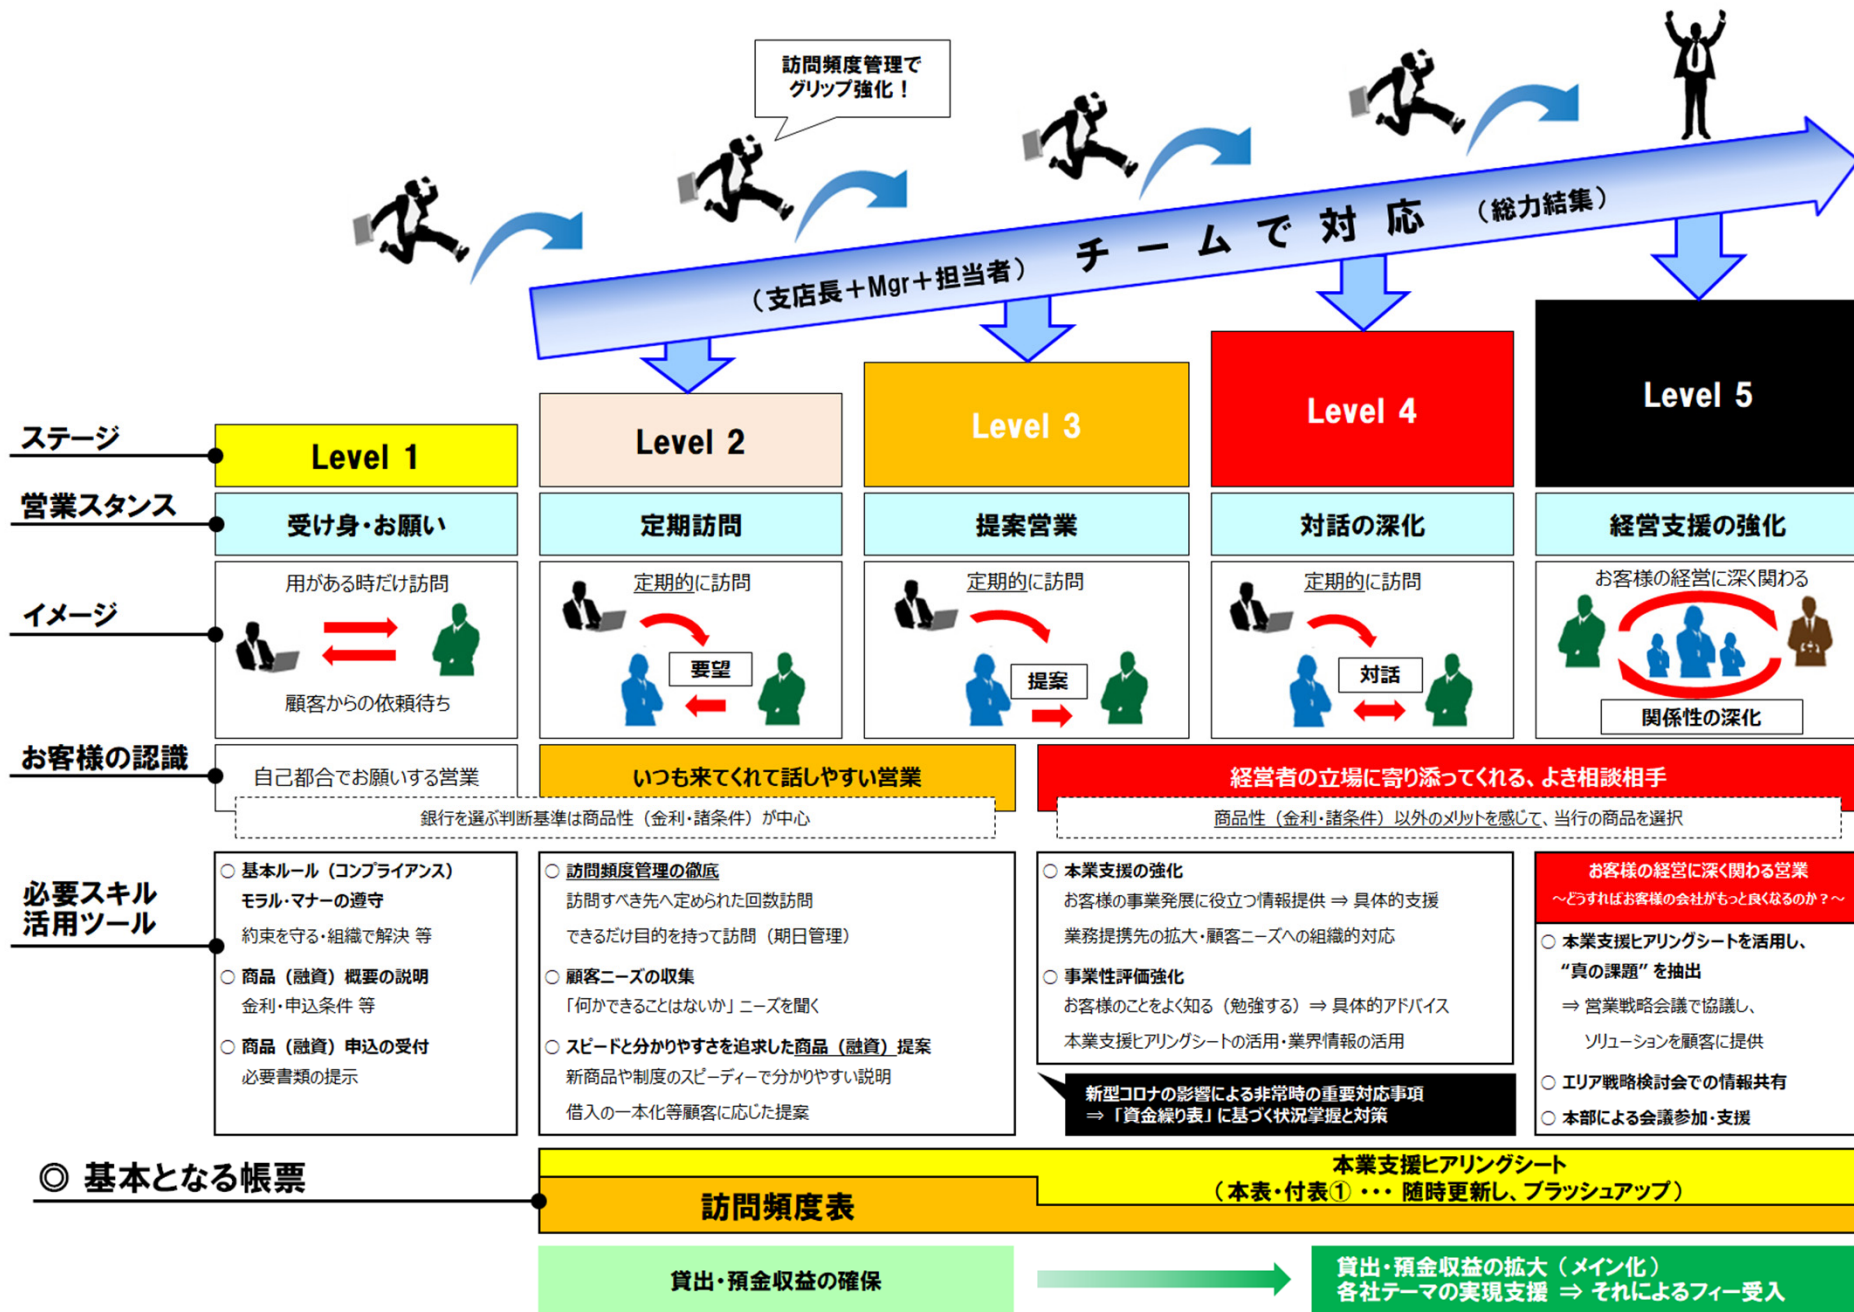 訪問頻度管理で
グリップ強化！
（支店長＋Mgr＋担当者） チームで対応 （総力結集）
ステージ
Level 1
Level 2
Level 3
Level 4
Level 5
営業スタンス
受け身・お願い
定期訪問
提案営業
対話の深化
経営支援の強化
イメージ
用がある時だけ訪問
顧客からの依頼待ち
定期的に訪問
要望
定期的に訪問
提案
定期的に訪問
対話
お客様の経営に深く関わる
関係性の深化
お客様の認識
自己都合でお願いする営業
いつも来てくれて話しやすい営業
経営者の立場に寄り添ってくれる、よき相談相手
銀行を選ぶ判断基準は商品性（金利・諸条件）が中心
商品性（金利・諸条件）以外のメリットを感じて、当行の商品を選択
必要スキル
活用ツール
○ 基本ルール（コンプライアンス）
モラル・マナーの遵守
約束を守る・組織で解決 等
○ 商品（融資）概要の説明
金利・申込条件 等
○ 商品（融資）申込の受付
必要書類の提示
○ 訪問頻度管理の徹底
訪問すべき先へ定められた回数訪問
できるだけ目的を持って訪問（期日管理）
○ 顧客ニーズの収集
「何かできることはないか」ニーズを聞く
○ スピードと分かりやすさを追求した商品（融資）提案
新商品や制度のスピーディーで分かりやすい説明
借入の一本化等顧客に応じた提案
○ 本業支援の強化
お客様の事業発展に役立つ情報提供 ⇒ 具体的支援
業務提携先の拡大・顧客ニーズへの組織的対応
○ 事業性評価強化
お客様のことをよく知る（勉強する）⇒ 具体的アドバイス
本業支援ヒアリングシートの活用・業界情報の活用
新型コロナの影響による非常時の重要対応事項
⇒ 「資金繰り表」に基づく状況掌握と対策
お客様の経営に深く関わる営業
～どうすればお客様の会社がもっと良くなるのか？～
○ 本業支援ヒアリングシートを活用し、
“真の課題” を抽出
⇒ 営業戦略会議で協議し、
ソリューションを顧客に提供
○ エリア戦略検討会での情報共有
○ 本部による会議参加・支援
◎ 基本となる帳票
本業支援ヒアリングシート
（本表・付表① ・・・ 随時更新し、ブラッシュアップ）
訪問頻度表
貸出・預金収益の確保
貸出・預金収益の拡大（メイン化）
各社テーマの実現支援 ⇒ それによるフィー受入